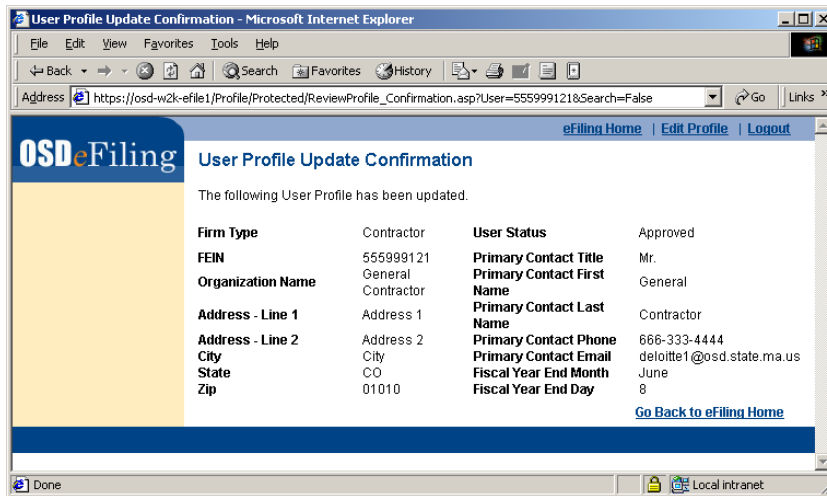 User Profile Update Confirmation - Microsoft Internet Explorer
File Edit View Favorites Tools Help
Back Search Favorites History
Address https://osd-w2k-efile1/Profile/Protected/ReviewProfile_Confirmation.asp?User=555999121&Search=False Go Links »
eFiling Home | Edit Profile | Logout
OSDeFiling
User Profile Update Confirmation
The following User Profile has been updated.
Firm Type Contractor User Status Approved
FEIN 555999121 Primary Contact Title Mr.
Organization Name General Contractor Primary Contact First Name General
Address - Line 1 Address 1 Primary Contact Last Name Contractor
Address - Line 2 Address 2 Primary Contact Phone 666-333-4444
City City Primary Contact Email deloitte1@osd.state.ma.us
State CO Fiscal Year End Month June
Zip 01010 Fiscal Year End Day 8
Go Back to eFiling Home
Done Local intranet